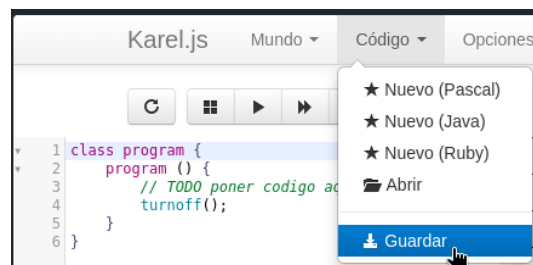 Karel.js Mundo Código Opciones
Nuevo (Pascal)
Nuevo (Java)
Nuevo (Ruby)
Abrir
Guardar
1 class program {
2 program () {
3 // TODO poner codigo
4 turnoff();
5 }
6 }